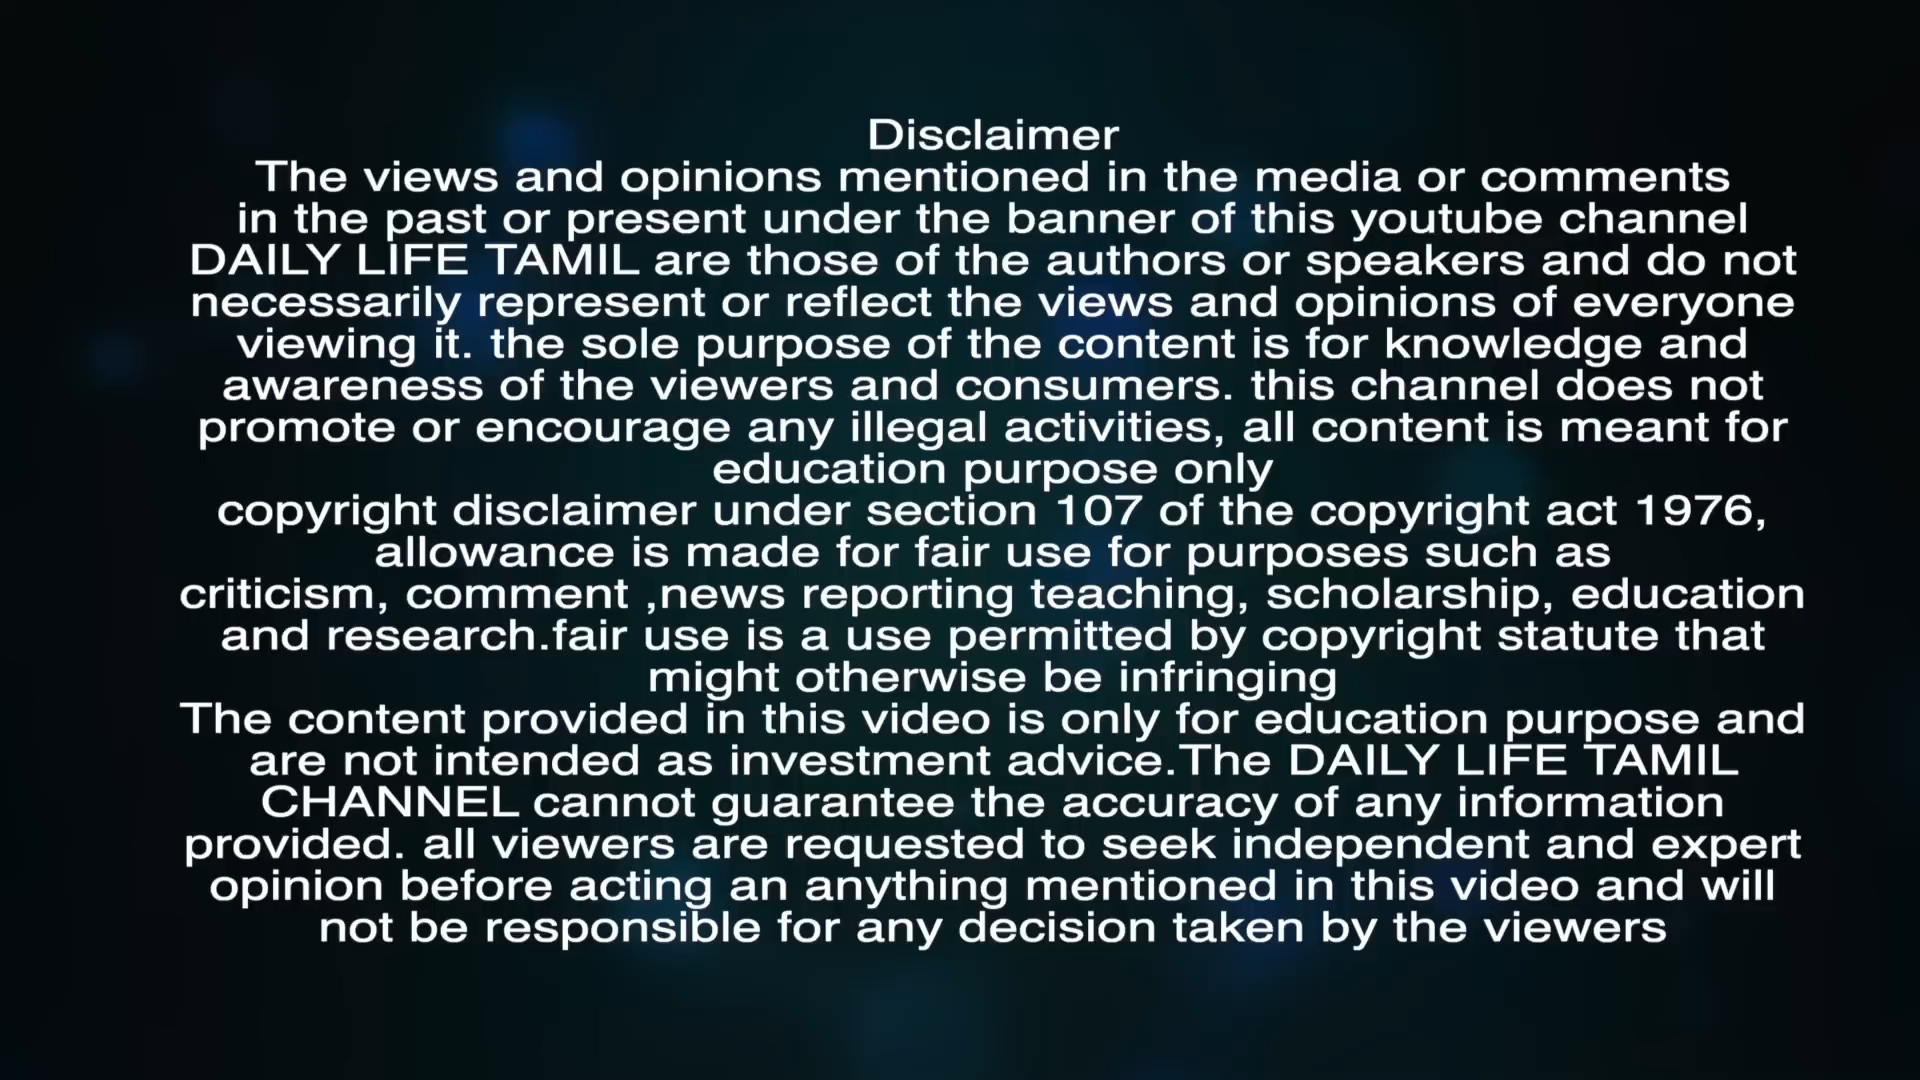 Disclaimer
The views and opinions mentioned in the media or comments
in the past or present under the banner of this youtube channel
DAILY LIFE TAMIL are those of the authors or speakers and do not
necessarily represent or reflect the views and opinions of everyone
viewing it. the sole purpose of the content is for knowledge and
awareness of the viewers and consumers. this channel does not
promote or encourage any illegal activities, all content is meant for
education purpose only
copyright disclaimer under section 107 of the copyright act 1976,
allowance is made for fair use for purposes such as
criticism, comment ,news reporting teaching, scholarship, education
and research.fair use is a use permitted by copyright statute that
might otherwise be infringing
The content provided in this video is only for education purpose and
are not intended as investment advice.The DAILY LIFE TAMIL
CHANNEL cannot guarantee the accuracy of any information
provided. all viewers are requested to seek independent and expert
opinion before acting an anything mentioned in this video and will
not be responsible for any decision taken by the viewers